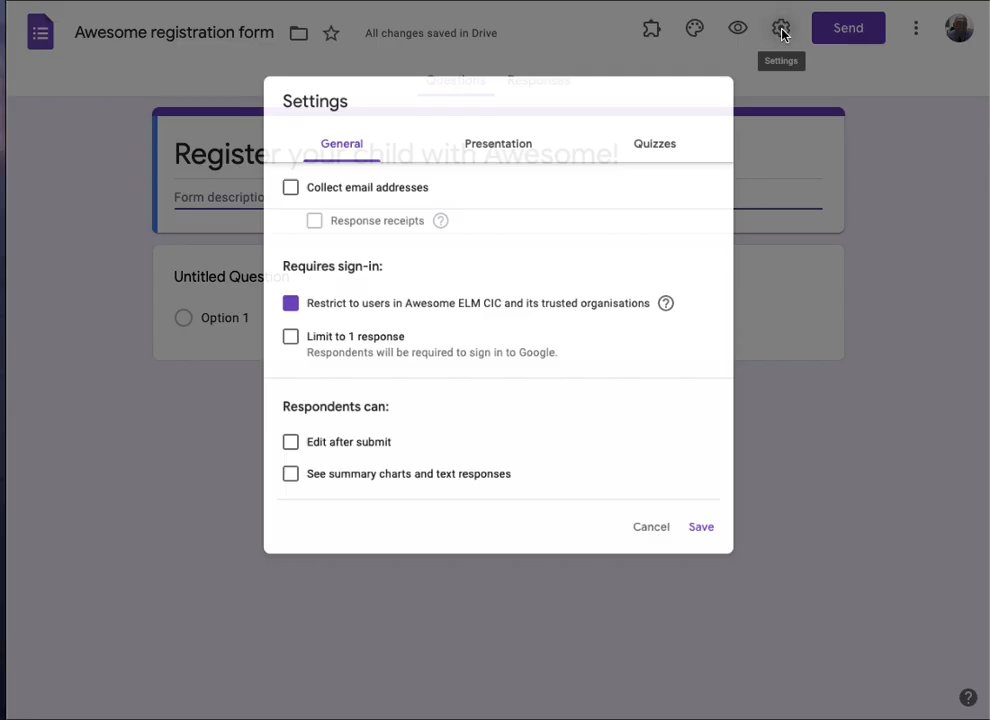 Awesome registration form
All changes saved in Drive
Send
Settings
Questions Responses
Settings
General Presentation Quizzes
Register your child with Awesome!
Collect email addresses
Form descriptio
Response receipts ?
Requires sign-in:
Untitled Question
Restrict to users in Awesome ELM CIC and its trusted organisations ?
Option 1
Limit to 1 response
Respondents will be required to sign in to Google.
Respondents can:
Edit after submit
See summary charts and text responses
Cancel Save
?